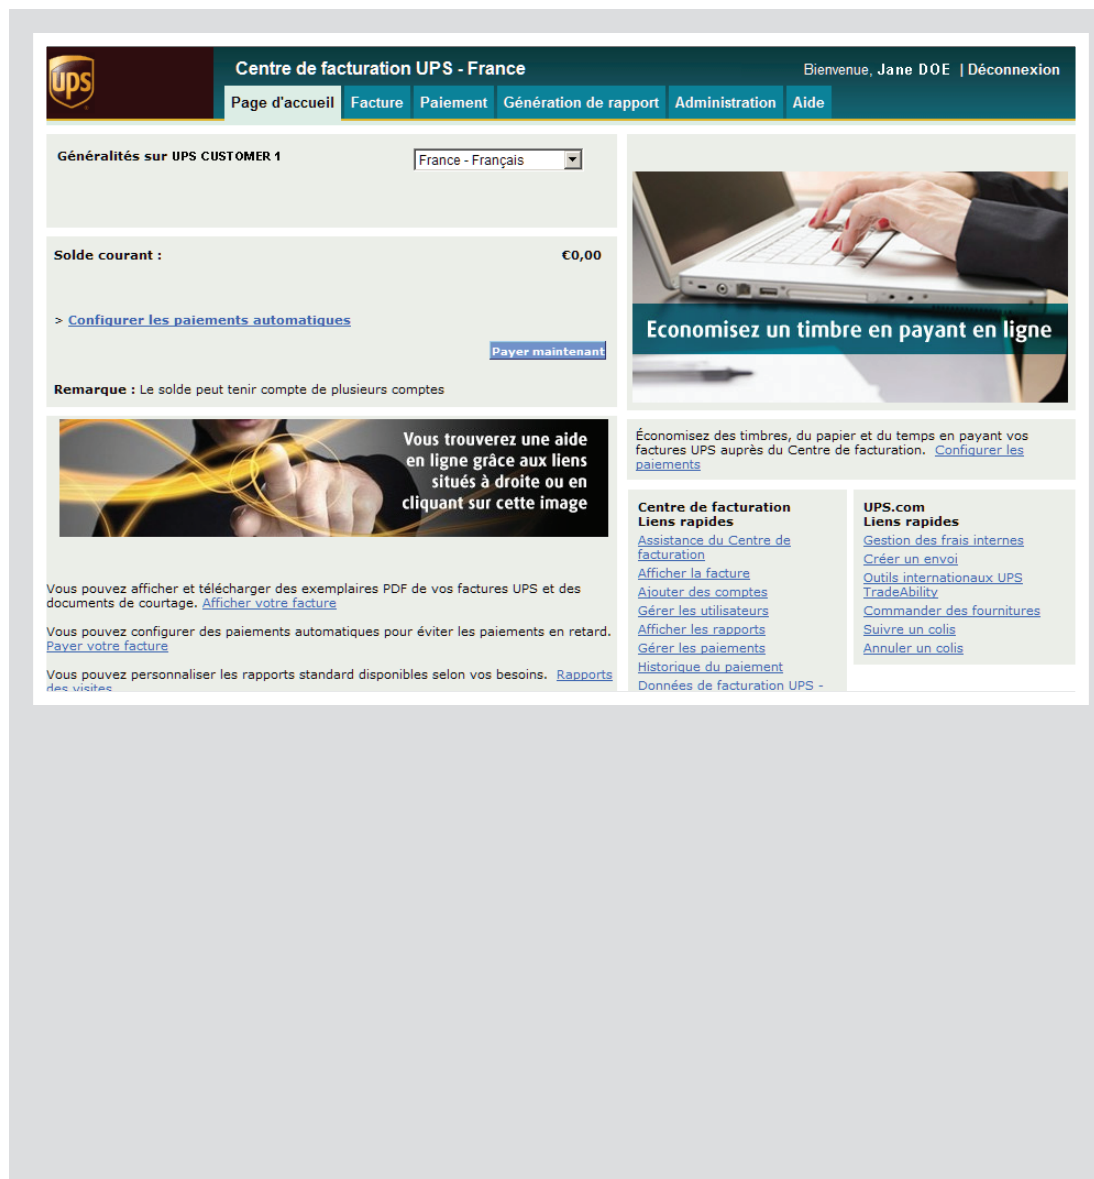 ups
Centre de facturation UPS - France
Bienvenue, Jane DOE | Déconnexion
Page d'accueil Facture Paiement Génération de rapport Administration Aide
Généralités sur UPS CUSTOMER 1
France - Français
Solde courant : €0,00
> Configurer les paiements automatiques
Payer maintenant
Remarque : Le solde peut tenir compte de plusieurs comptes
Vous trouverez une aide
en ligne grâce aux liens
situés à droite ou en
cliquant sur cette image
Vous pouvez afficher et télécharger des exemplaires PDF de vos factures UPS et des
documents de courtage. Afficher votre facture
Vous pouvez configurer des paiements automatiques pour éviter les paiements en retard.
Payer votre facture
Vous pouvez personnaliser les rapports standard disponibles selon vos besoins. Rapports
des visites
Economisez un timbre en payant en ligne
Économisez des timbres, du papier et du temps en payant vos
factures UPS auprès du Centre de facturation. Configurer les
paiements
Centre de facturation
Liens rapides
Assistance du Centre de
facturation
Afficher la facture
Ajouter des comptes
Gérer les utilisateurs
Afficher les rapports
Gérer les paiements
Historique du paiement
Données de facturation UPS -
UPS.com
Liens rapides
Gestion des frais internes
Créer un envoi
Outils internationaux UPS
TradeAbility
Commander des fournitures
Suivre un colis
Annuler un colis